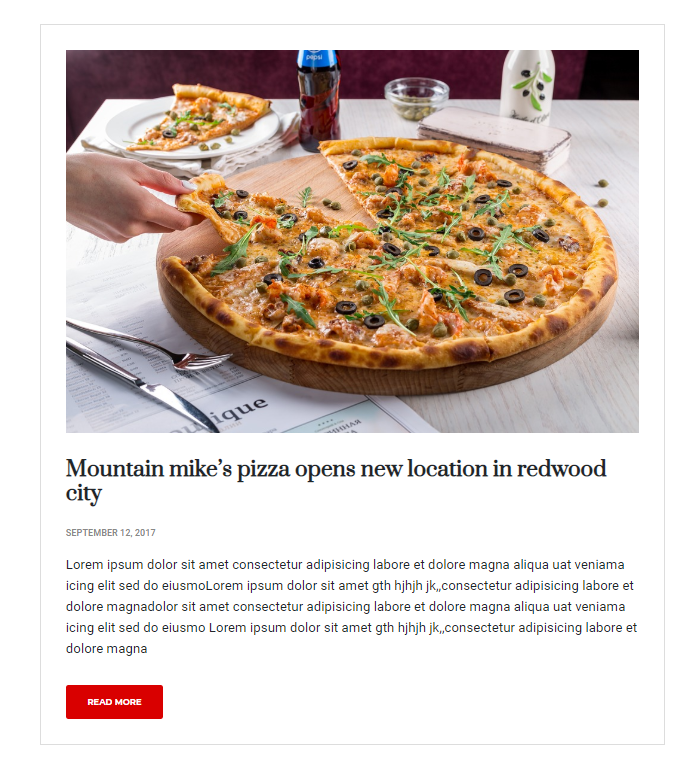 pepsi
unique
Mountain mike's pizza opens new location in redwood
city
SEPTEMBER 12, 2017
Lorem ipsum dolor sit amet consectetur adipisicing labore et dolore magna aliqua uat veniama
icing elit sed do eiusmoLorem ipsum dolor sit amet gth hjhjh jk,,consectetur adipisicing labore et
dolore magnadolor sit amet consectetur adipisicing labore et dolore magna aliqua uat veniama
icing elit sed do eiusmo Lorem ipsum dolor sit amet gth hjhjh jk,,consectetur adipisicing labore et
dolore magna
READ MORE